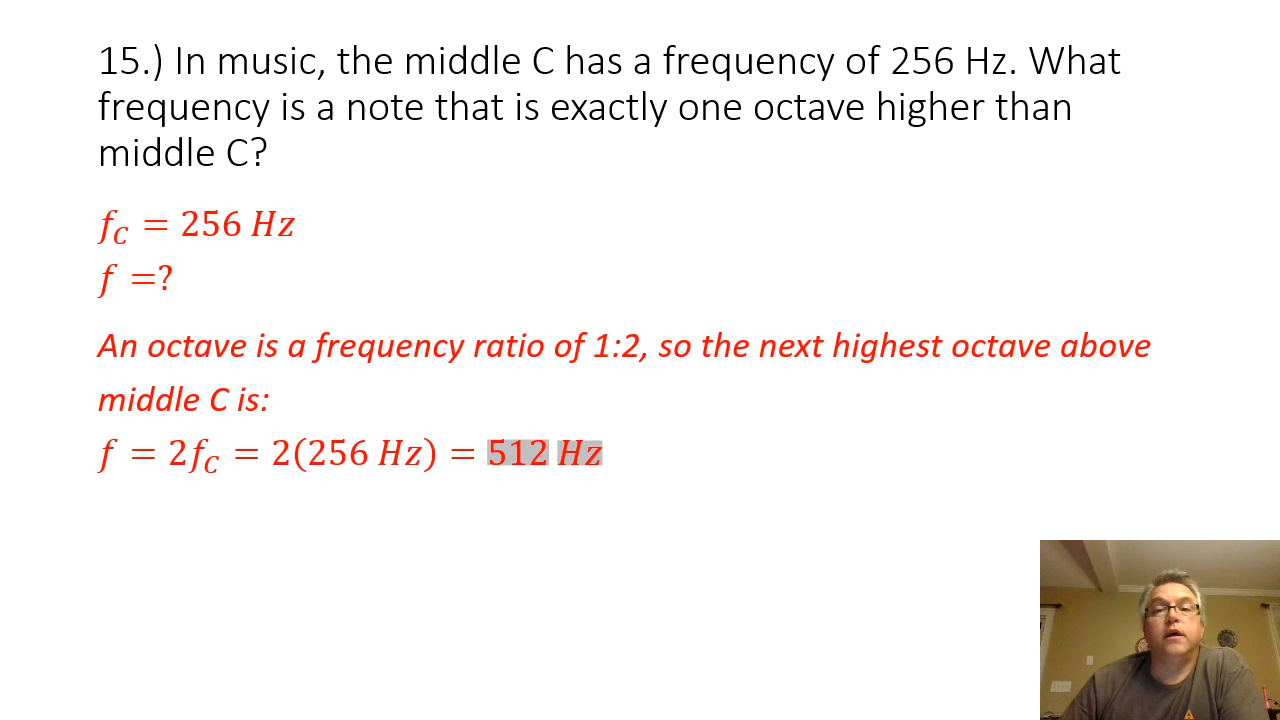 15.) In music, the middle C has a frequency of 256 Hz. What
frequency is a note that is exactly one octave higher than
middle C?
f_C = 256 Hz
f =?
An octave is a frequency ratio of 1:2, so the next highest octave above
middle C is:
f = 2f_C = 2(256 Hz) = 512 Hz